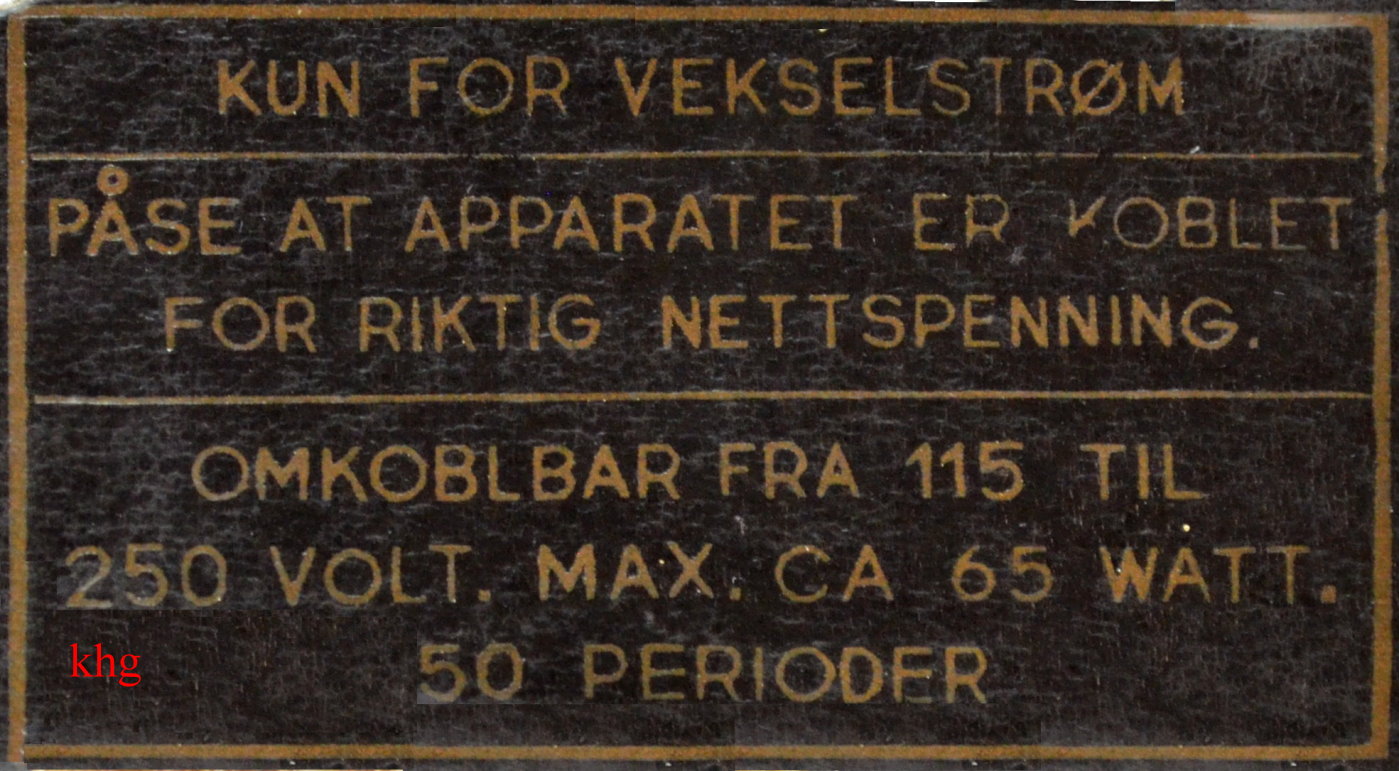 KUN FOR VEKSELSTRØM
PÅSE AT APPARATET ER KOBLET
FOR RIKTIG NETTSPENNING.
OMKOBLBAR FRA 115 TIL
250 VOLT. MAX. CA 65 WATT.
khg 50 PERIODER